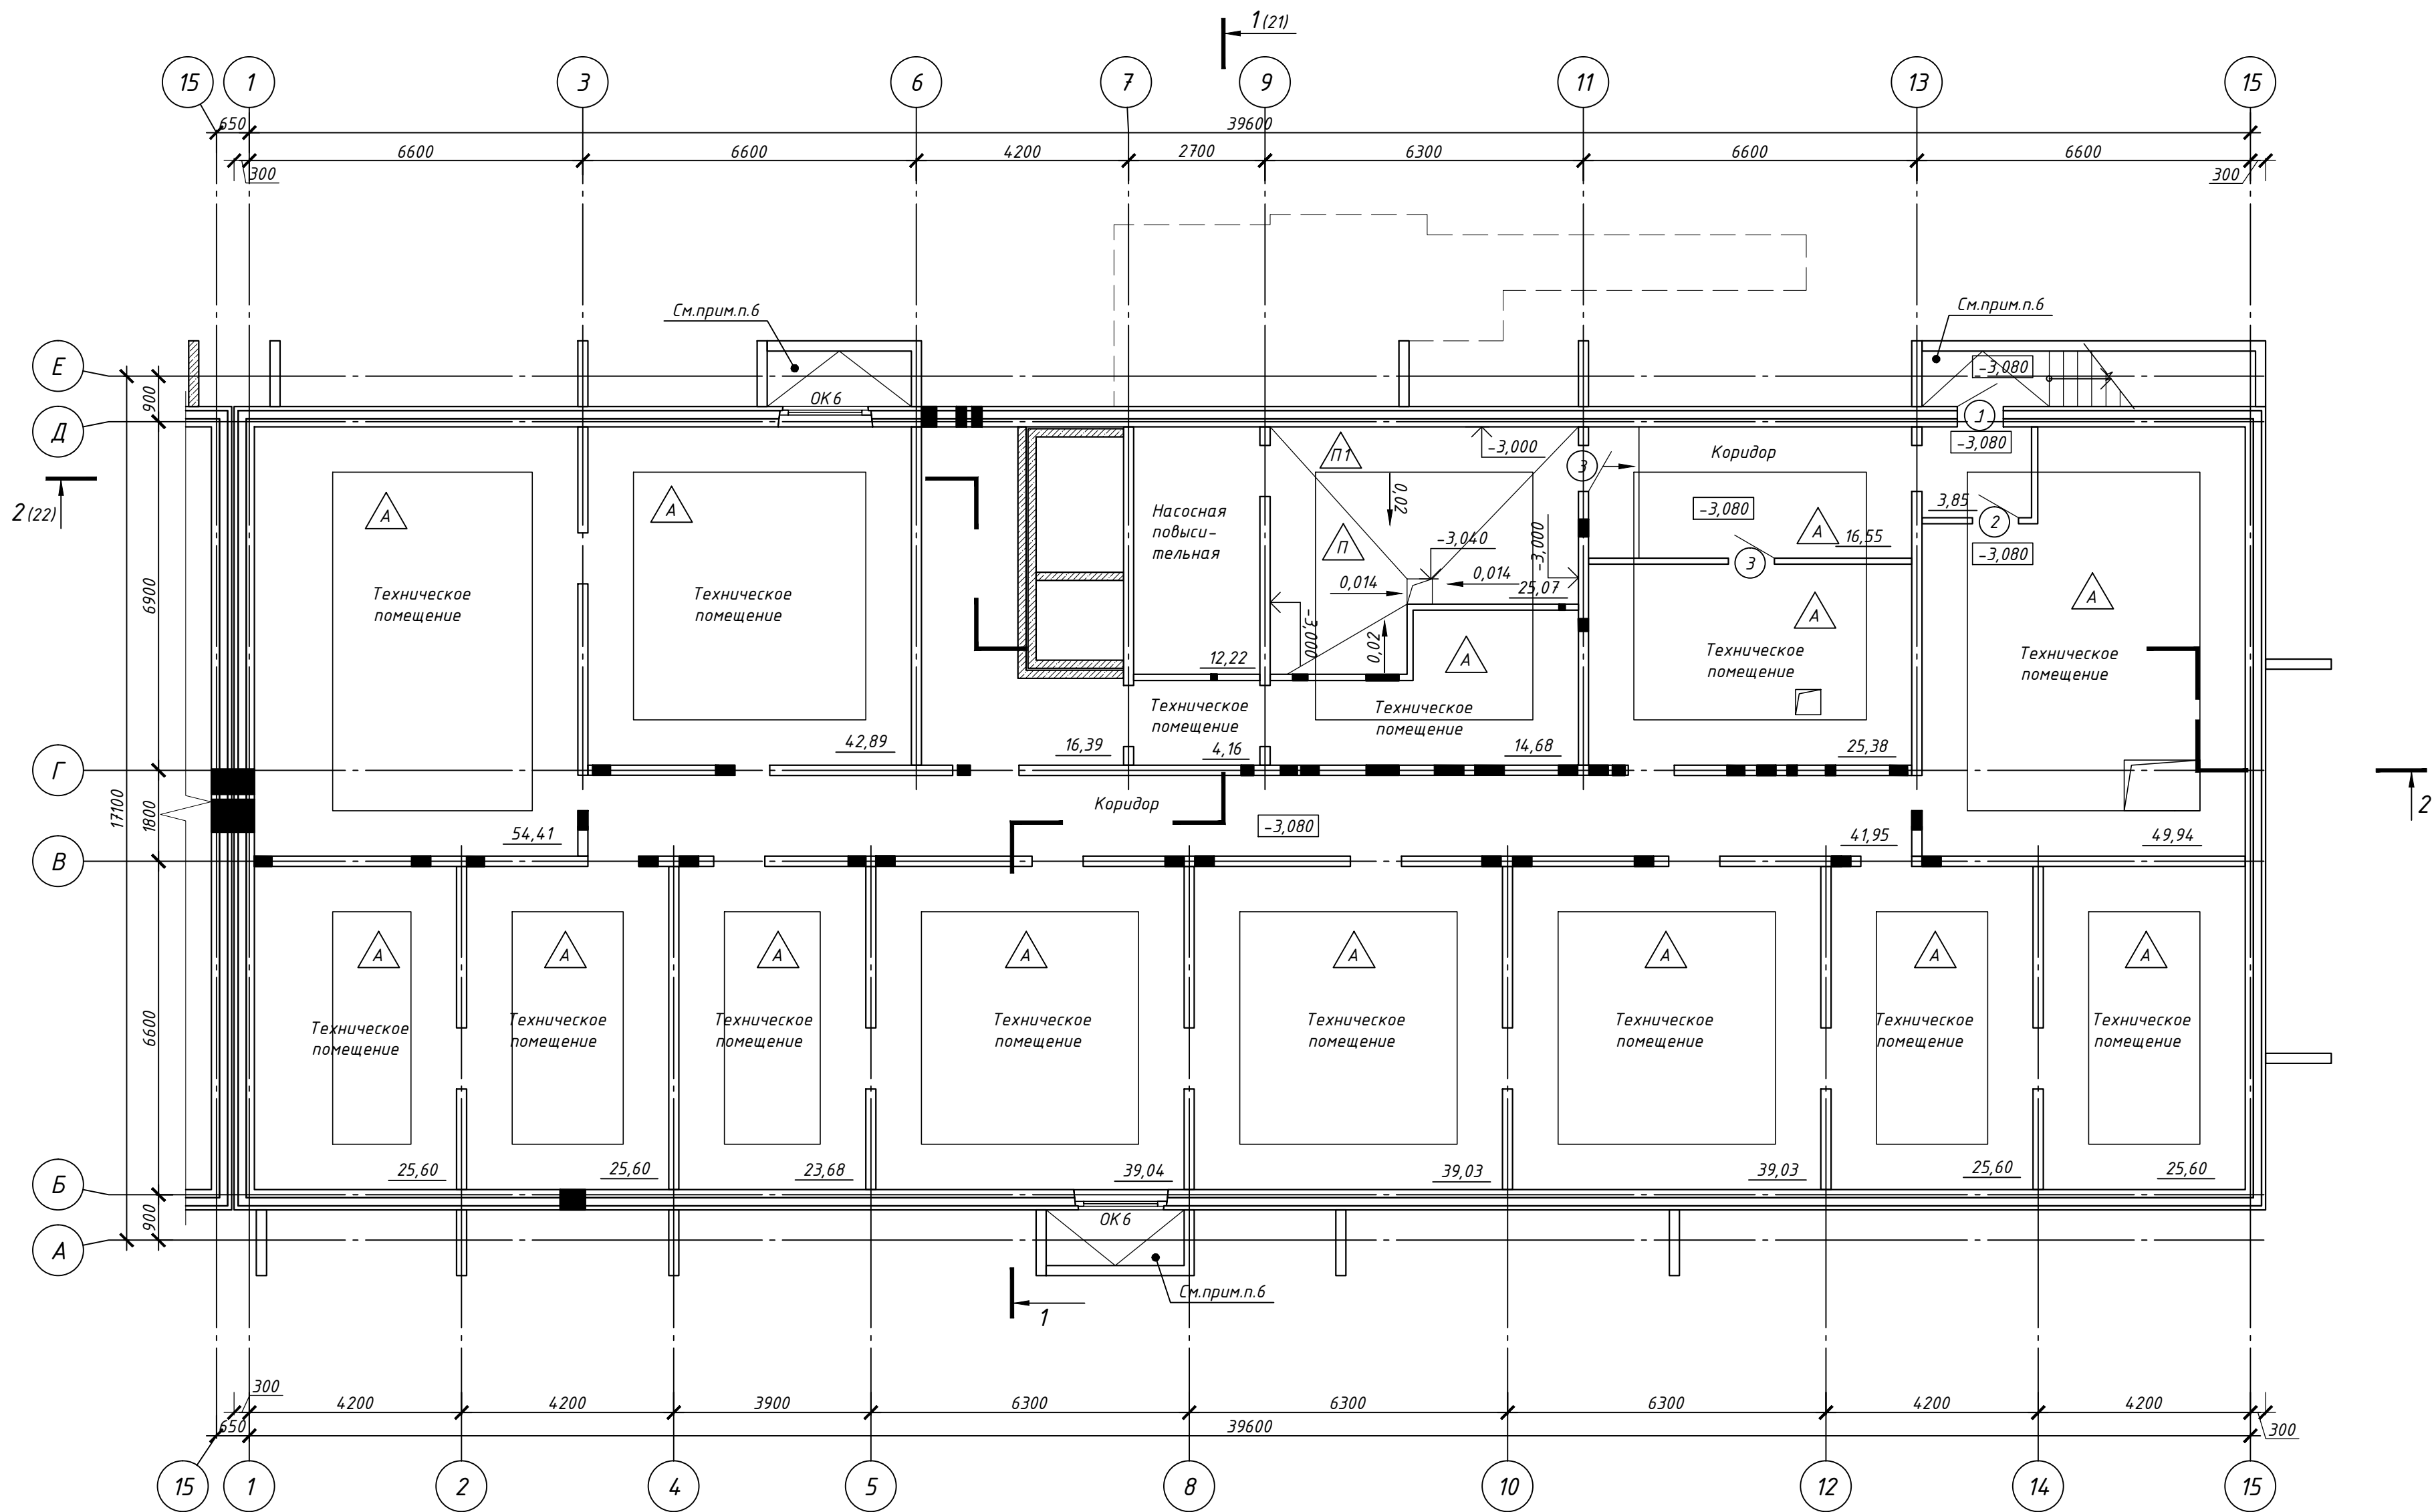 1 (21)
15
1
3
6
7
9
11
13
15
650
39600
6600
6600
4200
2700
6300
6600
6600
300
300
См.прим.п.6
См.прим.п.6
Е
-3,080
900
ОК6
1
Д
-3,080
П1
-3,000
3
Коридор
2 (22)
А
А
0,02
3,85
2
Насосная
повыси-
тельная
-3,080
А
16,55
-3,080
П
-3,040
-3,000
3
6900
Техническое
помещение
Техническое
помещение
0,014
0,014
25,07
А
А
-3,000
0,02
А
12,22
Техническое
помещение
Техническое
помещение
Техническое
помещение
Техническое
помещение
42,89
16,39
4,16
14,68
25,38
Г
17100
1800
Коридор
-3,080
2
54,41
41,95
49,94
В
А
А
А
А
А
А
А
А
6600
Техническое
помещение
Техническое
помещение
Техническое
помещение
Техническое
помещение
Техническое
помещение
Техническое
помещение
Техническое
помещение
Техническое
помещение
25,60
25,60
23,68
39,04
39,03
39,03
25,60
25,60
Б
900
ОК6
А
См.прим.п.6
1
300
4200
4200
3900
6300
6300
6300
4200
4200
650
39600
300
15
1
2
4
5
8
10
12
14
15